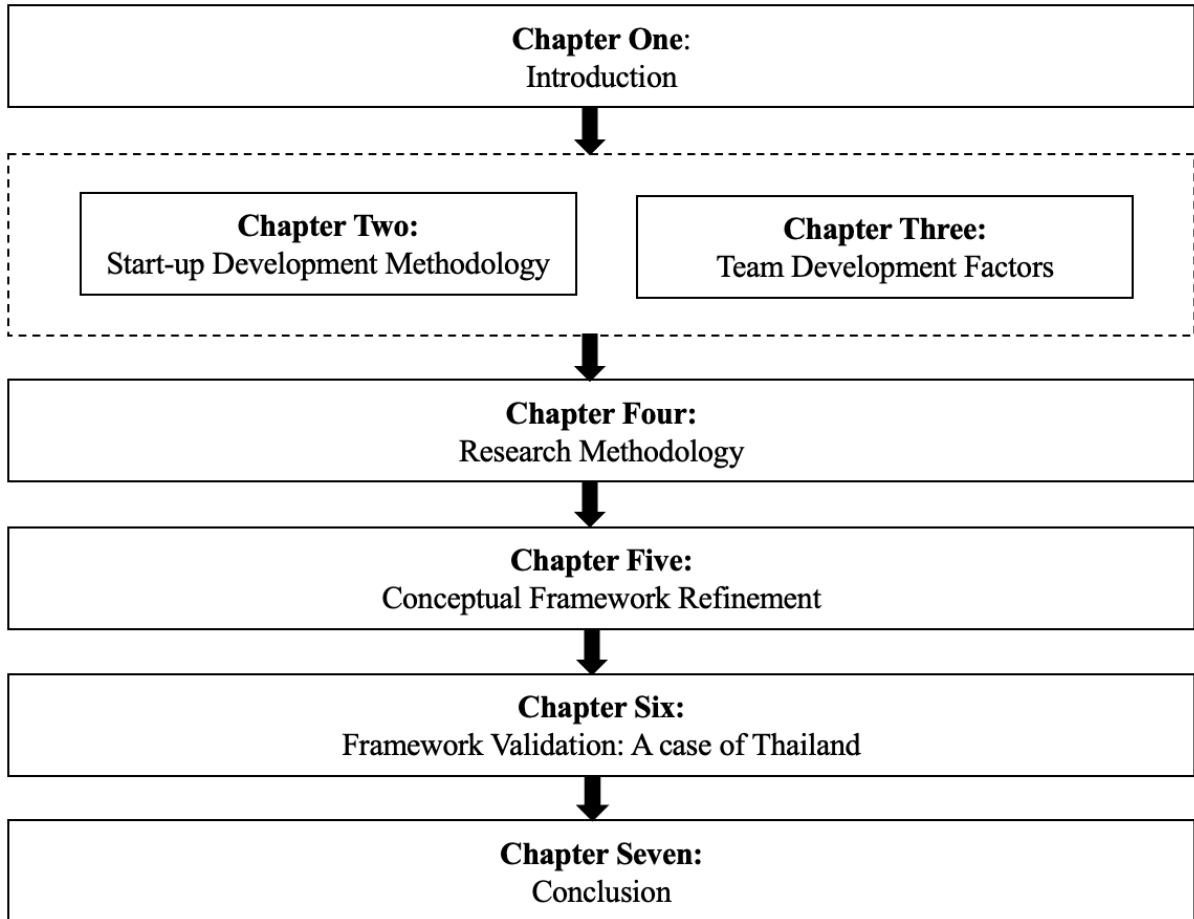 Chapter One:
Introduction
Chapter Two:
Start-up Development Methodology
Chapter Three:
Team Development Factors
Chapter Four:
Research Methodology
Chapter Five:
Conceptual Framework Refinement
Chapter Six:
Framework Validation: A case of Thailand
Chapter Seven:
Conclusion